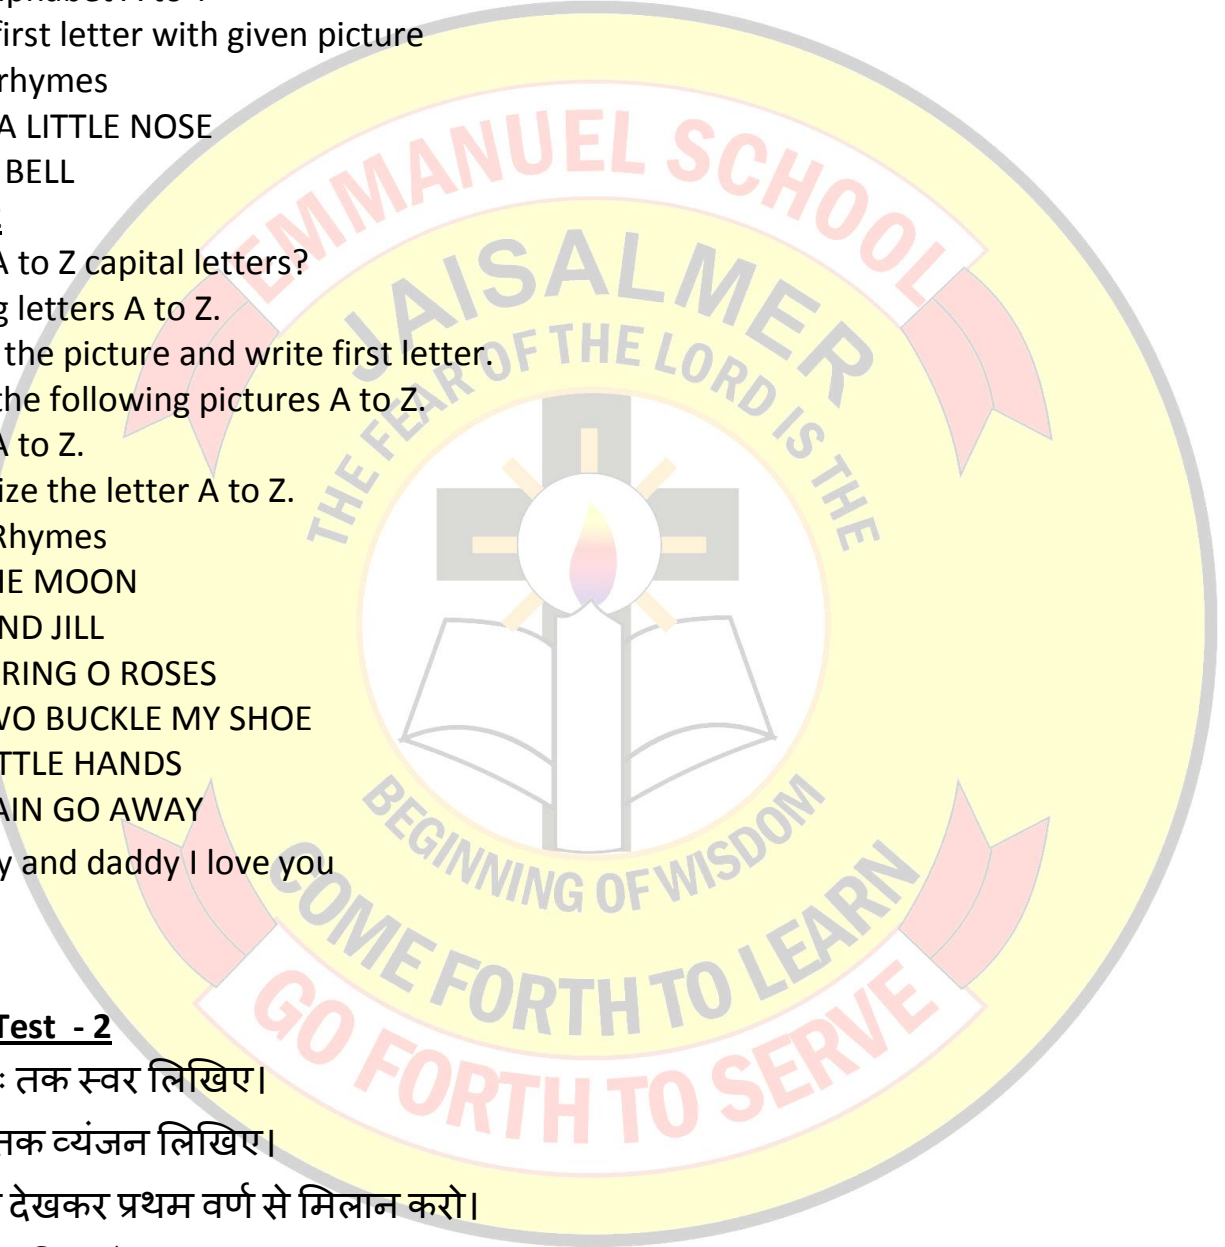 first letter with given picture
rhymes
A LITTLE NOSE
BELL
A to Z capital letters?
letters A to Z.
the picture and write first letter.
the following pictures A to Z.
A to Z.
ize the letter A to Z.
Rhymes
MOON
ND JILL
RING O ROSES
WO BUCKLE MY SHOE
TTLE HANDS
AIN GO AWAY
y and daddy I love you
Test - 2
तक स्वर लिखिए।
तक व्यंजन लिखिए।
देखकर प्रथम वर्ण से मिलान करो।
EMMANUEL SCHOOL
JAISALMER
THE FEAR OF THE LORD IS THE
BEGINNING OF WISDOM
COME FORTH TO LEARN
GO FORTH TO SERVE